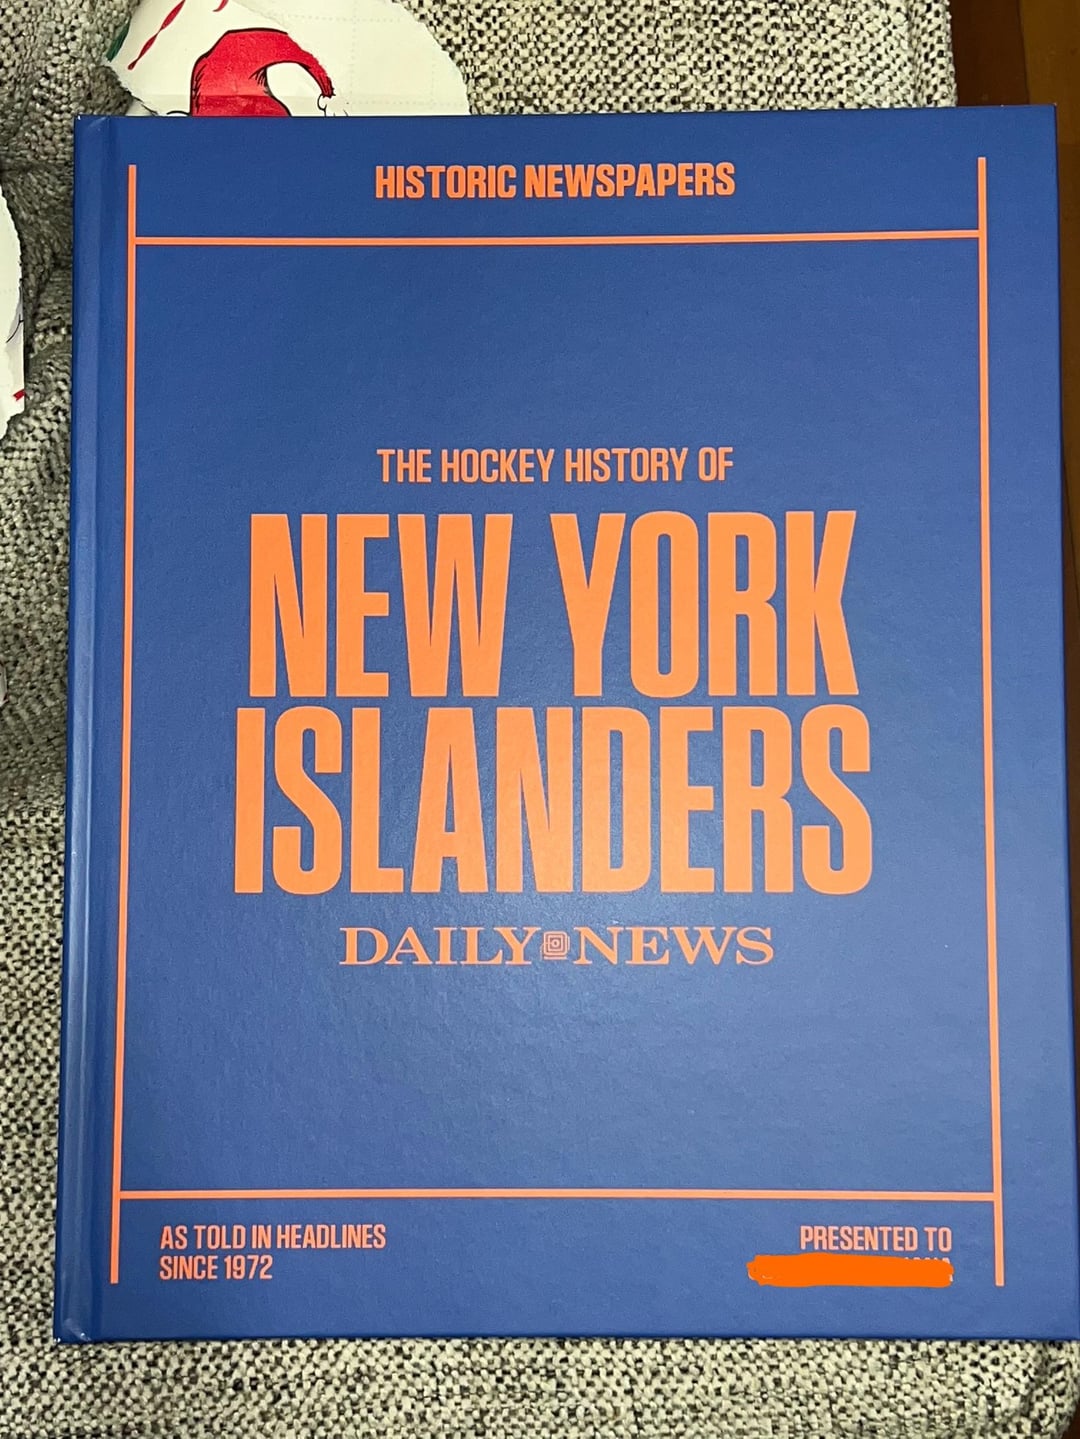 HISTORIC NEWSPAPERS
THE HOCKEY HISTORY OF
NEW YORK
ISLANDERS
DAILY NEWS
AS TOLD IN HEADLINES
SINCE 1972
PRESENTED TO